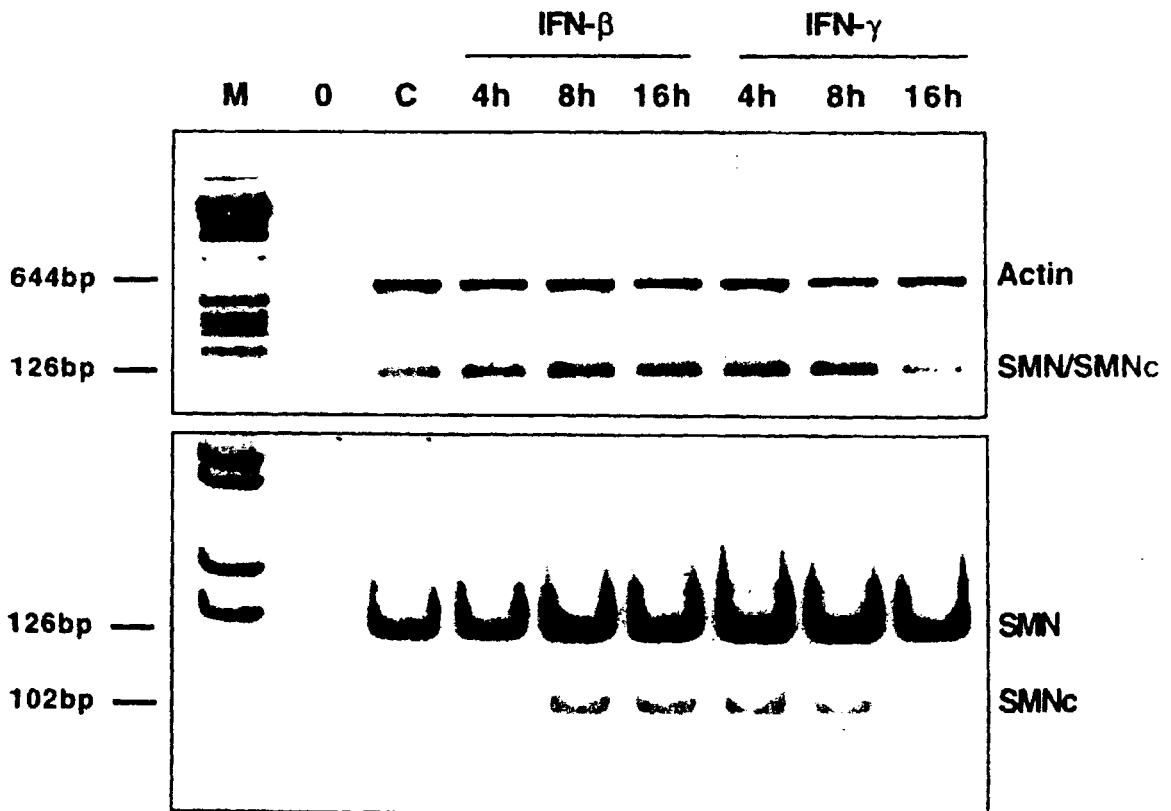 IFN-β IFN-γ
M 0 C 4h 8h 16h 4h 8h 16h
644bp Actin
126bp SMN/SMNc
126bp SMN
102bp SMNc